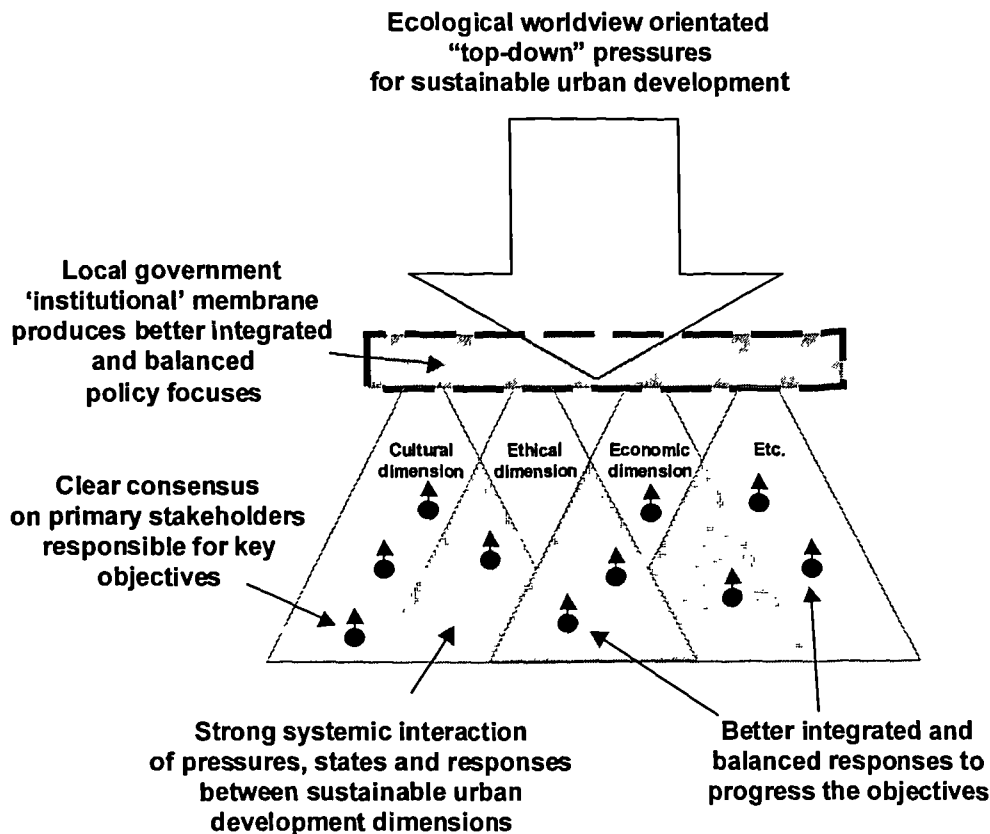 Ecological worldview orientated
“top-down” pressures
for sustainable urban development
Local government
‘institutional’ membrane
produces better integrated
and balanced
policy focuses
Cultural
dimension
Ethical
dimension
Economic
dimension
Etc.
Clear consensus
on primary stakeholders
responsible for key
objectives
Strong systemic interaction
of pressures, states and responses
between sustainable urban
development dimensions
Better integrated and
balanced responses to
progress the objectives